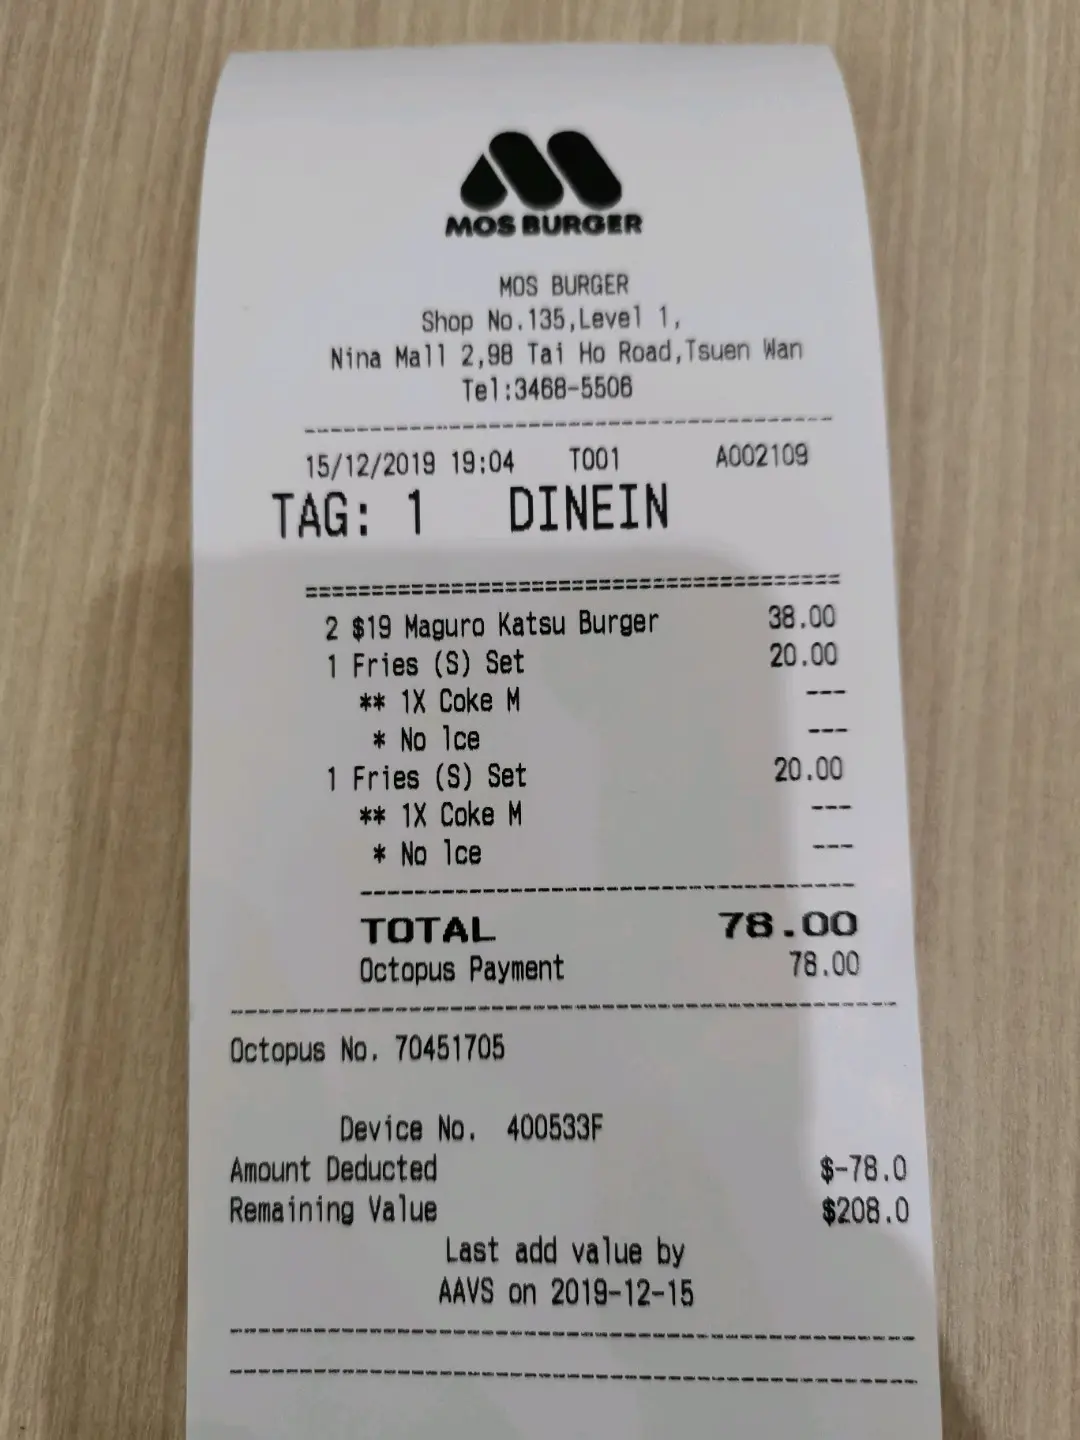 MOS BURGER
MOS BURGER
Shop No.135,Level 1,
Nina Mall 2,98 Tai Ho Road,Tsuen Wan
Tel:3468-5506
15/12/2019 19:04 T001 A002109
TAG: 1 DINEIN
2 $19 Maguro Katsu Burger 38.00
1 Fries (S) Set 20.00
** 1X Coke M ---
* No Ice ---
1 Fries (S) Set 20.00
** 1X Coke M ---
* No Ice ---
TOTAL 78.00
Octopus Payment 78.00
Octopus No. 70451705
Device No. 400533F
Amount Deducted $-78.0
Remaining Value $208.0
Last add value by
AAVS on 2019-12-15